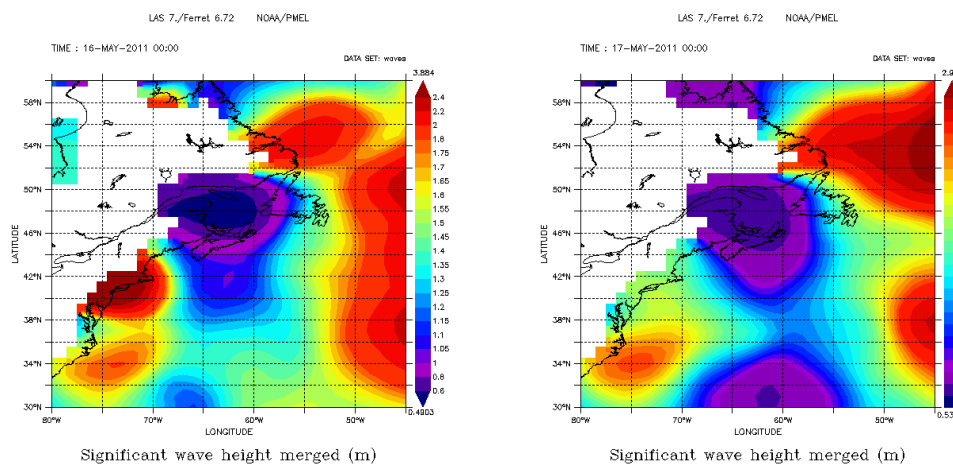 LAS 7./Ferret 6.72 NOAA/PMEL
TIME : 16-MAY-2011 00:00
DATA SET: waves
3.884
58°N
54°N
50°N
46°N
42°N
38°N
34°N
30°N
LATITUDE
80°W
70°W
60°W
50°W
LONGITUDE
2.4
2.2
2.1
2
1.8
1.75
1.65
1.6
1.55
1.5
1.45
1.4
1.35
1.3
1.25
1.2
1.15
1.1
1.05
1
0.8
0.6
0.4903
Significant wave height merged (m)
LAS 7./Ferret 6.72 NOAA/PMEL
TIME : 17-MAY-2011 00:00
DATA SET: waves
2.9
58°N
54°N
50°N
46°N
42°N
38°N
34°N
30°N
LATITUDE
80°W
70°W
60°W
50°W
LONGITUDE
0.53
Significant wave height merged (m)